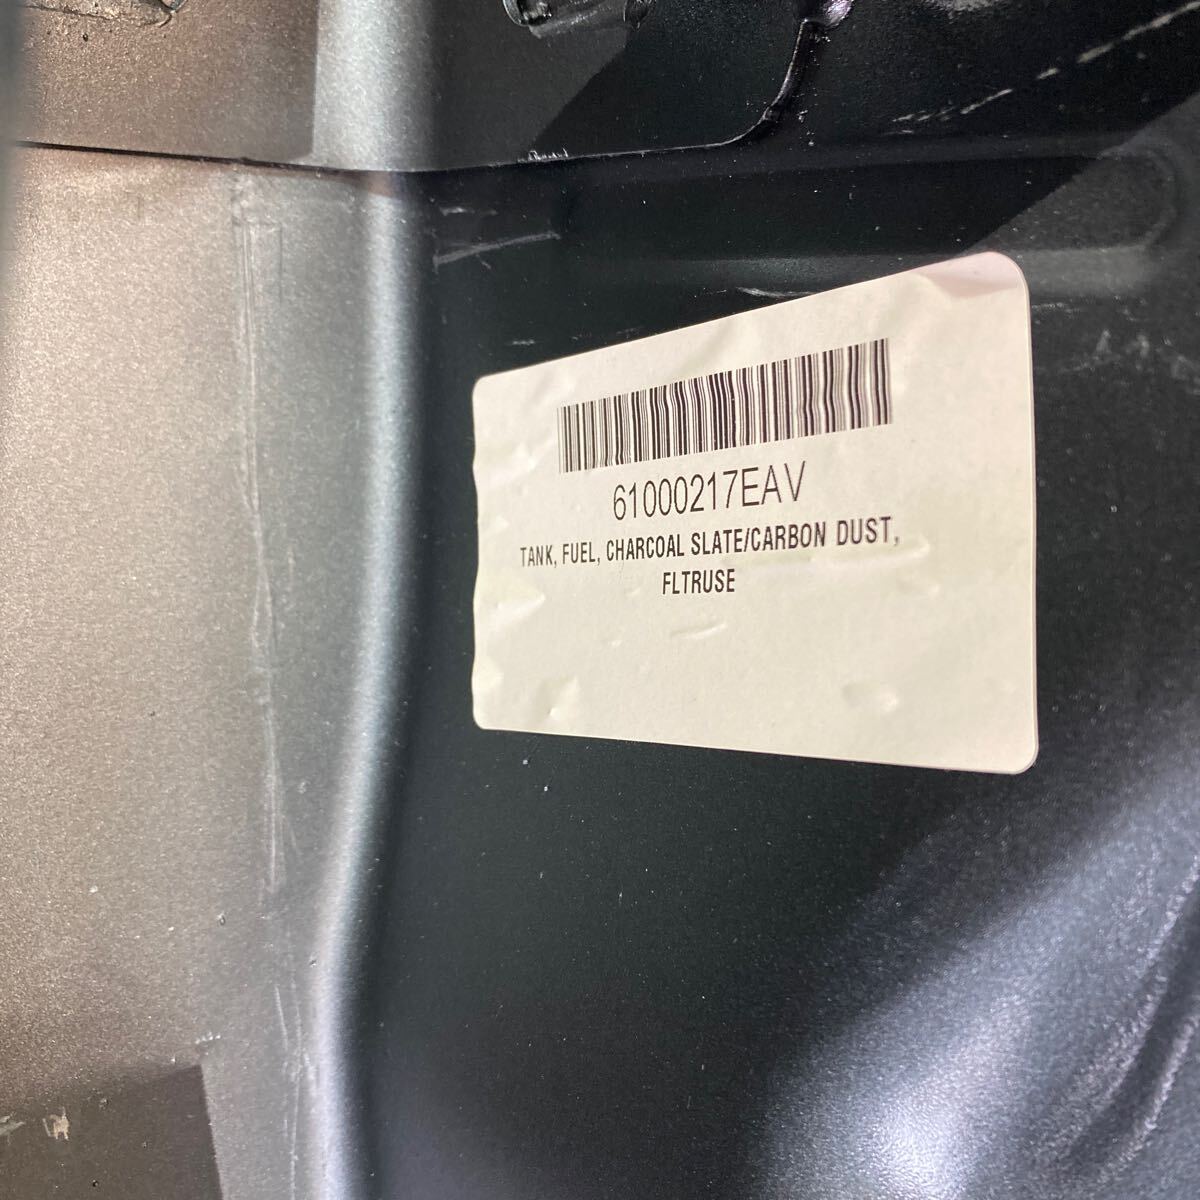 61000217EAV
TANK, FUEL, CHARCOAL SLATE/CARBON DUST,
FLTRUSE